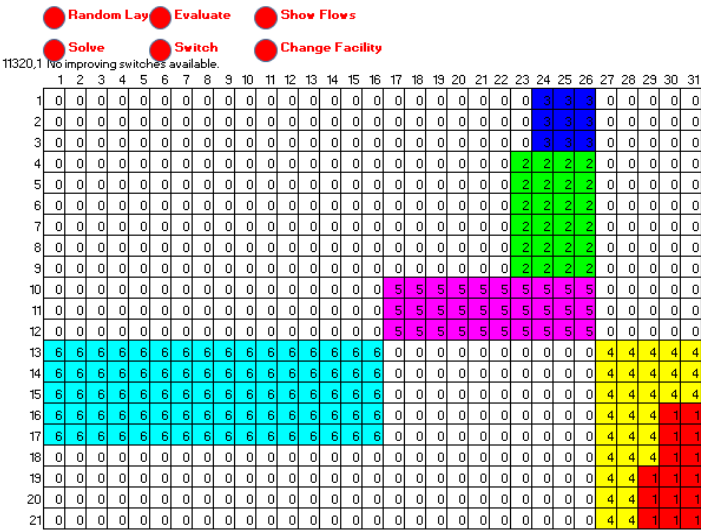 Random Lay Evaluate Show Flows
Solve Switch Change Facility
11320,1 No improving switches available.
1 2 3 4 5 6 7 8 9 10 11 12 13 14 15 16 17 18 19 20 21 22 23 24 25 26 27 28 29 30 31
1 0 0 0 0 0 0 0 0 0 0 0 0 0 0 0 0 0 0 0 0 0 0 0 3 3 3 0 0 0 0 0
2 0 0 0 0 0 0 0 0 0 0 0 0 0 0 0 0 0 0 0 0 0 0 0 3 3 3 0 0 0 0 0
3 0 0 0 0 0 0 0 0 0 0 0 0 0 0 0 0 0 0 0 0 0 0 0 3 3 3 0 0 0 0 0
4 0 0 0 0 0 0 0 0 0 0 0 0 0 0 0 0 0 0 0 0 0 0 2 2 2 2 0 0 0 0 0
5 0 0 0 0 0 0 0 0 0 0 0 0 0 0 0 0 0 0 0 0 0 0 2 2 2 2 0 0 0 0 0
6 0 0 0 0 0 0 0 0 0 0 0 0 0 0 0 0 0 0 0 0 0 0 2 2 2 2 0 0 0 0 0
7 0 0 0 0 0 0 0 0 0 0 0 0 0 0 0 0 0 0 0 0 0 0 2 2 2 2 0 0 0 0 0
8 0 0 0 0 0 0 0 0 0 0 0 0 0 0 0 0 0 0 0 0 0 0 2 2 2 2 0 0 0 0 0
9 0 0 0 0 0 0 0 0 0 0 0 0 0 0 0 0 0 0 0 0 0 0 2 2 2 2 0 0 0 0 0
10 0 0 0 0 0 0 0 0 0 0 0 0 0 0 0 0 5 5 5 5 5 5 5 5 5 5 0 0 0 0 0
11 0 0 0 0 0 0 0 0 0 0 0 0 0 0 0 0 5 5 5 5 5 5 5 5 5 5 0 0 0 0 0
12 0 0 0 0 0 0 0 0 0 0 0 0 0 0 0 0 5 5 5 5 5 5 5 5 5 5 0 0 0 0 0
13 6 6 6 6 6 6 6 6 6 6 6 6 6 6 6 6 0 0 0 0 0 0 0 0 0 0 4 4 4 4 4
14 6 6 6 6 6 6 6 6 6 6 6 6 6 6 6 6 0 0 0 0 0 0 0 0 0 0 4 4 4 4 4
15 6 6 6 6 6 6 6 6 6 6 6 6 6 6 6 6 0 0 0 0 0 0 0 0 0 0 4 4 4 4 4
16 6 6 6 6 6 6 6 6 6 6 6 6 6 6 6 6 0 0 0 0 0 0 0 0 0 0 4 4 4 1 1
17 6 6 6 6 6 6 6 6 6 6 6 6 6 6 6 6 0 0 0 0 0 0 0 0 0 0 4 4 4 1 1
18 0 0 0 0 0 0 0 0 0 0 0 0 0 0 0 0 0 0 0 0 0 0 0 0 0 0 4 4 4 1 1
19 0 0 0 0 0 0 0 0 0 0 0 0 0 0 0 0 0 0 0 0 0 0 0 0 0 0 4 4 1 1 1
20 0 0 0 0 0 0 0 0 0 0 0 0 0 0 0 0 0 0 0 0 0 0 0 0 0 0 4 4 1 1 1
21 0 0 0 0 0 0 0 0 0 0 0 0 0 0 0 0 0 0 0 0 0 0 0 0 0 0 4 4 1 1 1